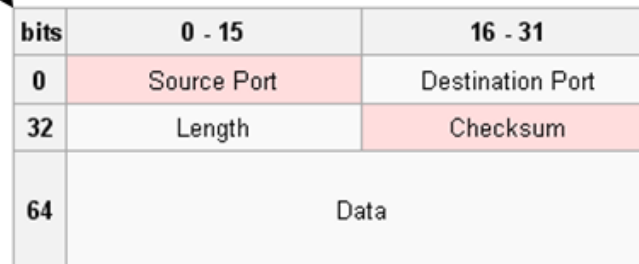 bits 0 - 15 16 - 31
0 Source Port Destination Port
32 Length Checksum
64 Data